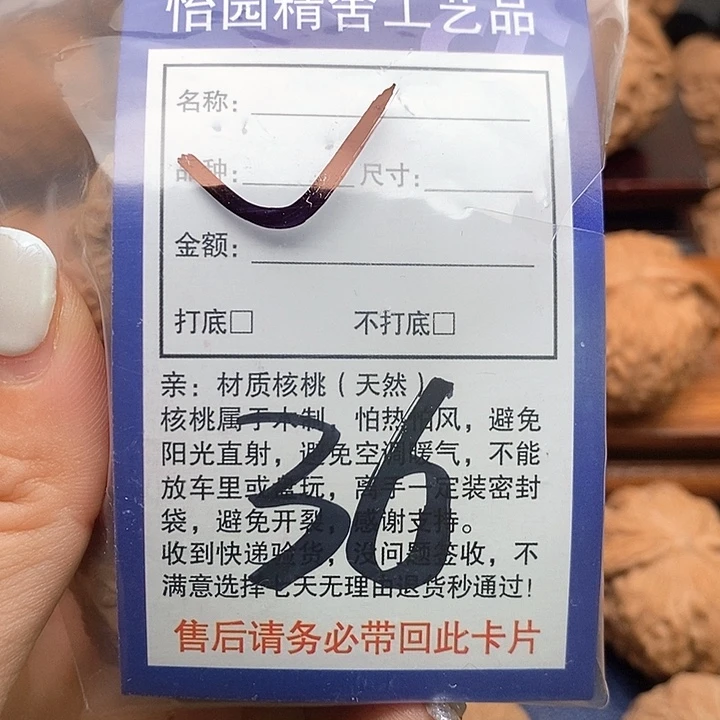 怡园精舍工艺品
名称：
品种： 尺寸：
金额：
打底□ 不打底□
亲：材质核桃（天然）
核桃属于木制，怕热怕风，避免
阳光直射，避免空调暖气，不能
放车里或盘玩，离手一定装密封
袋，避免开裂，感谢支持。
收到快递验货，没问题签收，不
满意选择七天无理由退货秒通过！
36
售后请务必带回此卡片